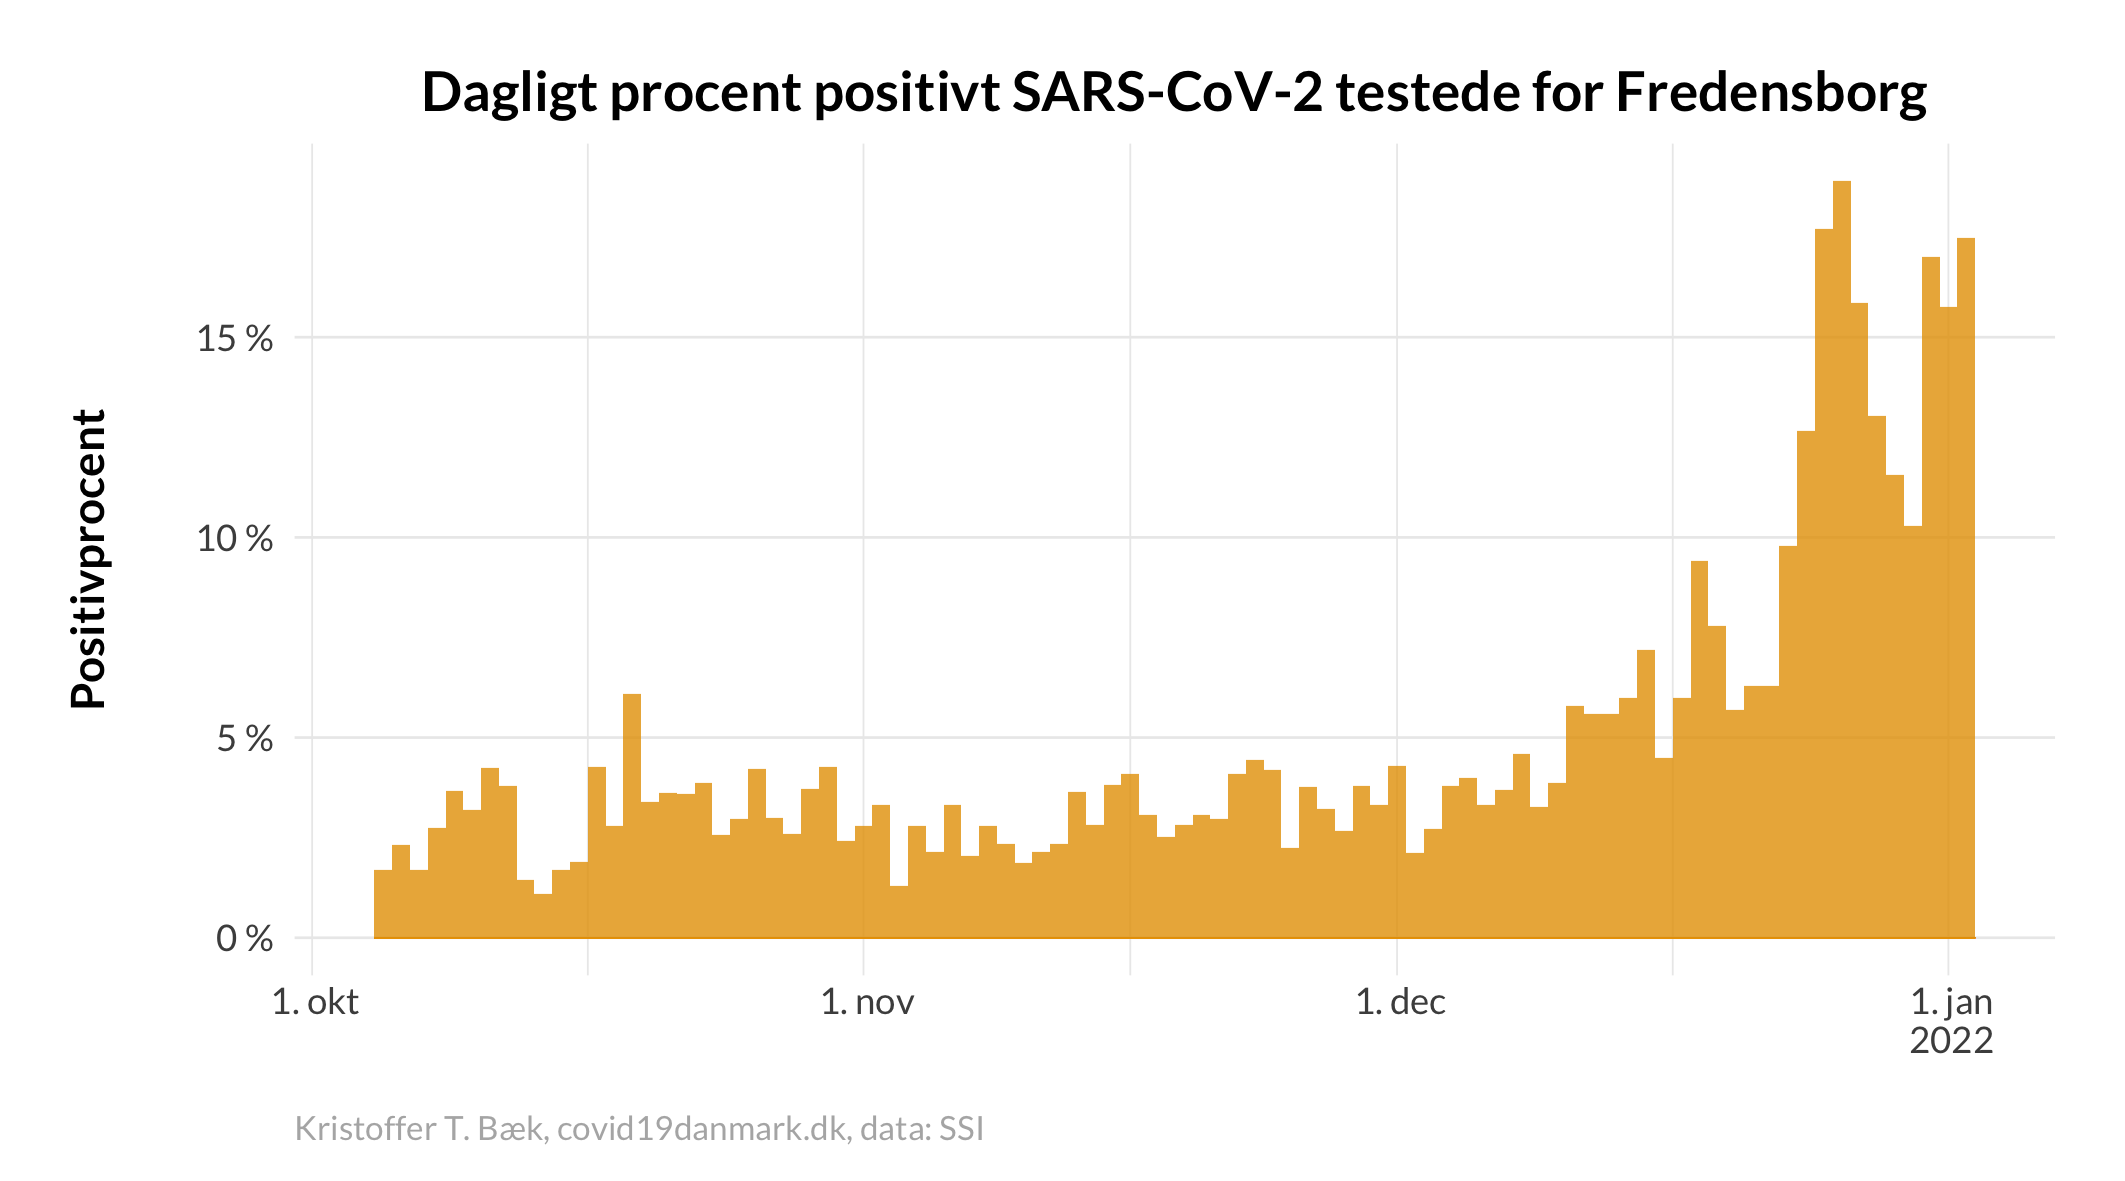 Dagligt procent positivt SARS-CoV-2 testede for Fredensborg
Positivprocent
15 %
10 %
5 %
0 %
1. okt
1. nov
1. dec
1. jan
2022
Kristoffer T. Bæk, covid19danmark.dk, data: SSI